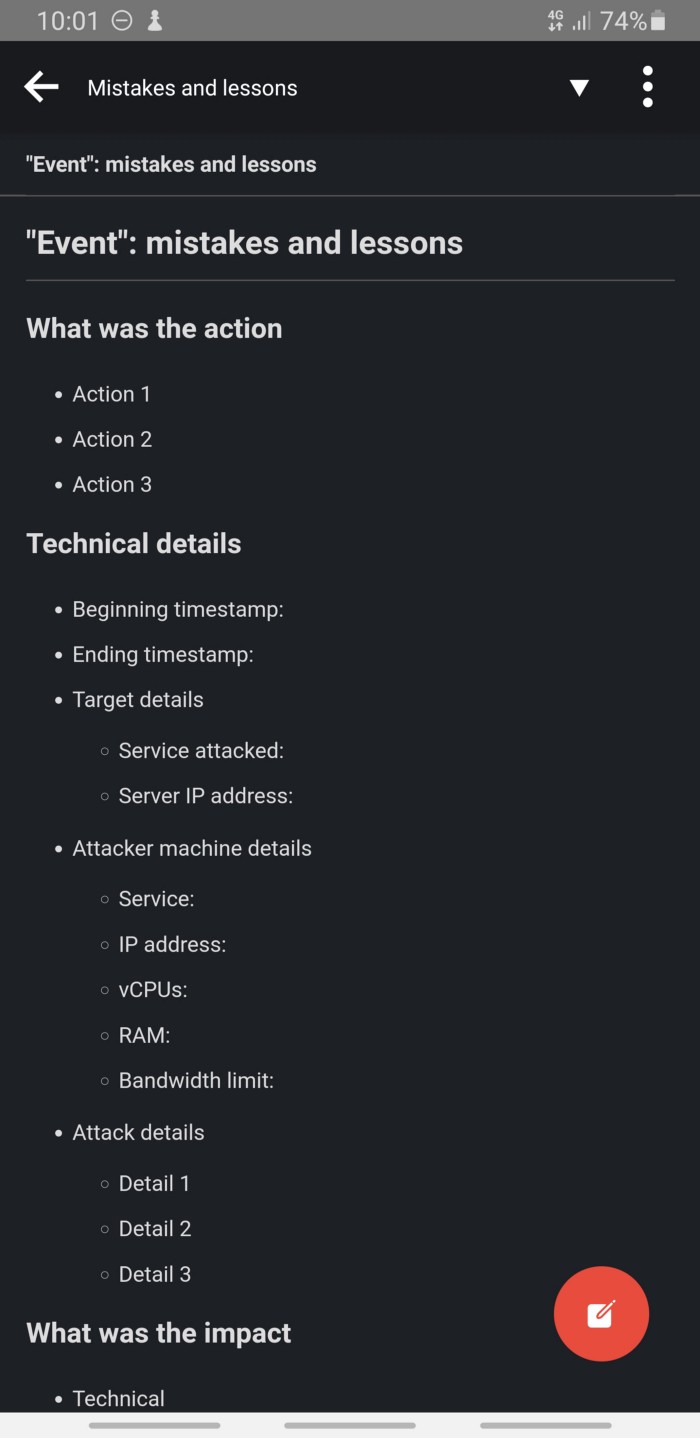 10:01 4G 74%
Mistakes and lessons
"Event": mistakes and lessons
"Event": mistakes and lessons
What was the action
• Action 1
• Action 2
• Action 3
Technical details
• Beginning timestamp:
• Ending timestamp:
• Target details
○ Service attacked:
○ Server IP address:
• Attacker machine details
○ Service:
○ IP address:
○ vCPUs:
○ RAM:
○ Bandwidth limit:
• Attack details
○ Detail 1
○ Detail 2
○ Detail 3
What was the impact
• Technical